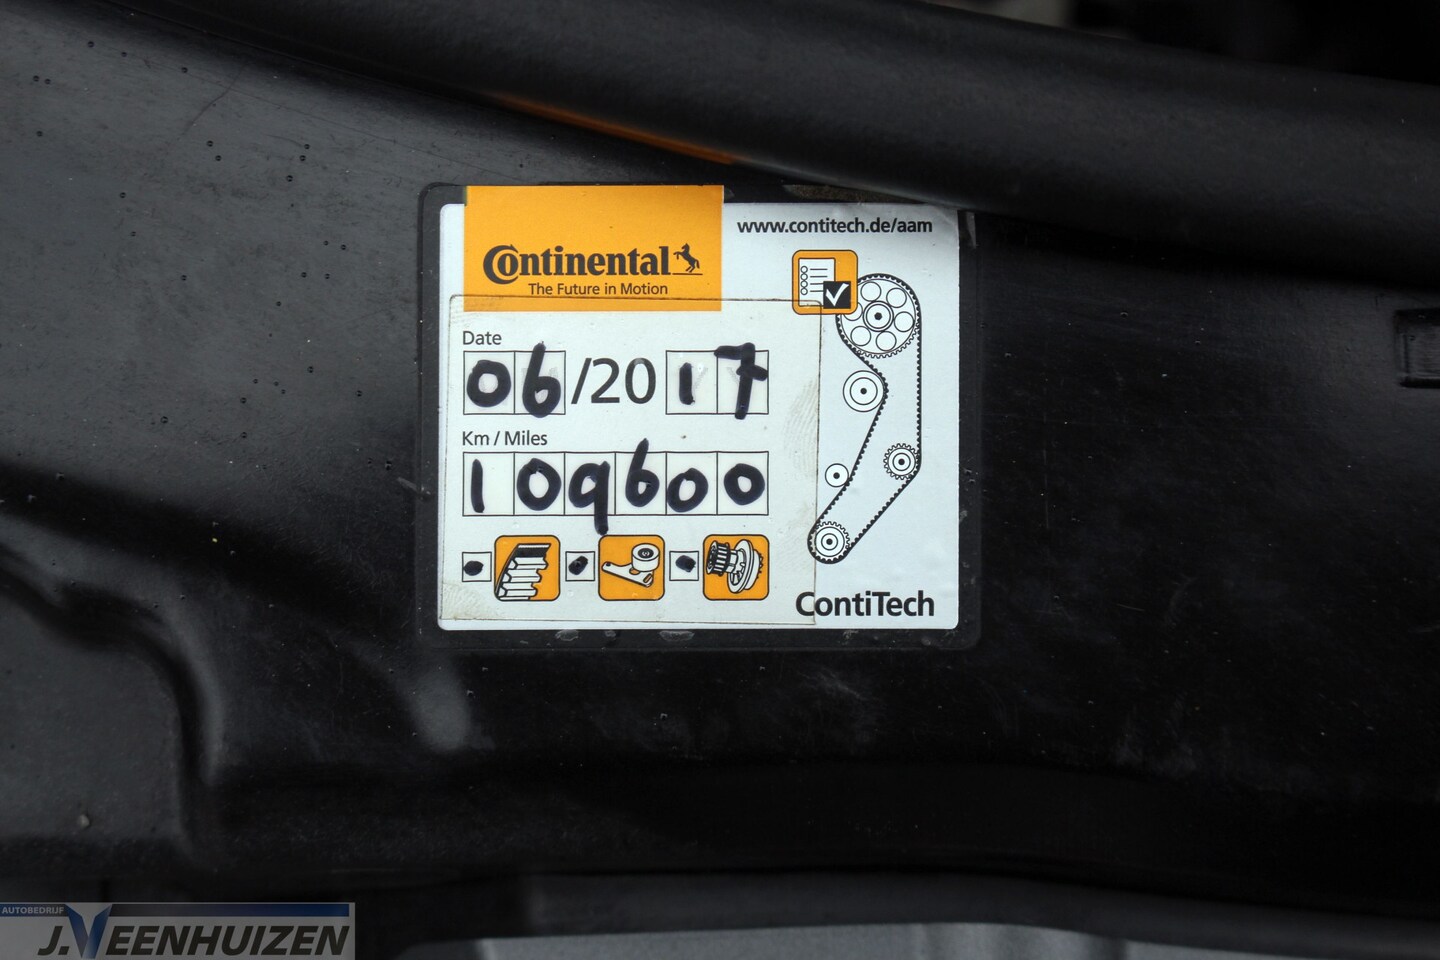 www.contitech.de/aam
Continental
The Future in Motion
Date
06/2017
Km / Miles
109600
ContiTech
AUTOBEDRIJF
J.VEENHUIZEN